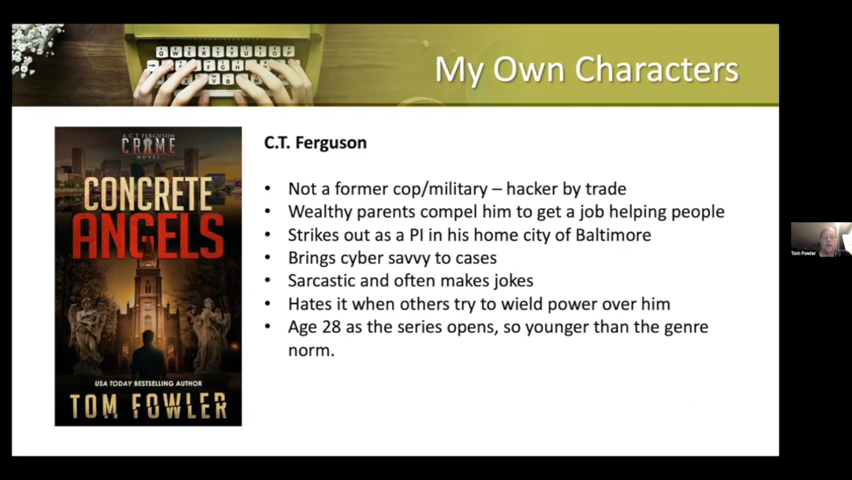 My Own Characters
A C.T. FERGUSON
CRIME
NOVEL
CONCRETE
ANGELS
USA TODAY BESTSELLING AUTHOR
TOM FOWLER
C.T. Ferguson
• Not a former cop/military – hacker by trade
• Wealthy parents compel him to get a job helping people
• Strikes out as a PI in his home city of Baltimore
• Brings cyber savvy to cases
• Sarcastic and often makes jokes
• Hates it when others try to wield power over him
• Age 28 as the series opens, so younger than the genre
norm.
Tom Fowler